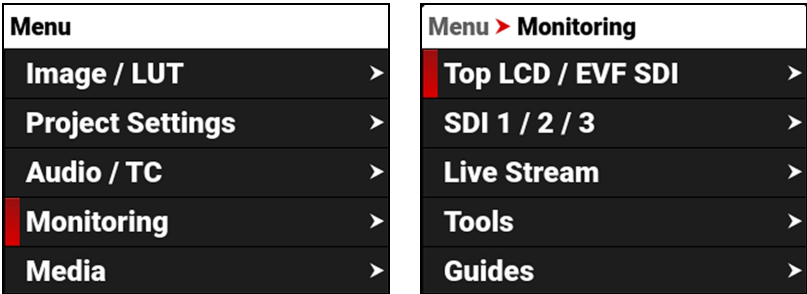 Menu
Image / LUT
Project Settings
Audio / TC
Monitoring
Media
Menu Monitoring
Top LCD / EVF SDI
SDI 1 / 2 / 3
Live Stream
Tools
Guides